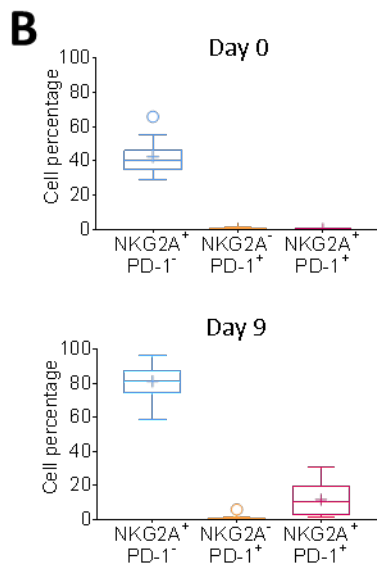 B
Day 0
Cell percentage
100
80
60
40
20
0
NKG2A⁺ NKG2A⁻ NKG2A⁺
PD-1⁻ PD-1⁺ PD-1⁺
Day 9
Cell percentage
100
80
60
40
20
0
NKG2A⁺ NKG2A⁻ NKG2A⁺
PD-1⁻ PD-1⁺ PD-1⁺